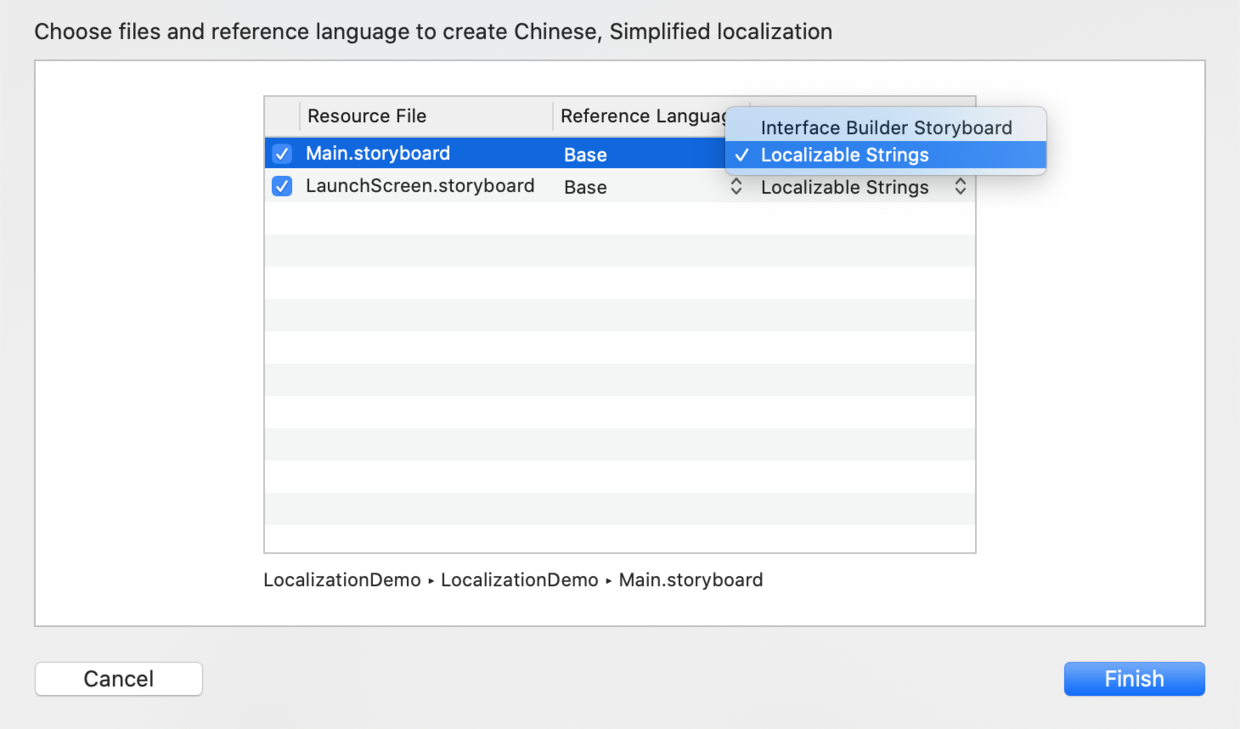 Choose files and reference language to create Chinese, Simplified localization
Resource File Reference Languag
Interface Builder Storyboard
Main.storyboard Base ✓ Localizable Strings
LaunchScreen.storyboard Base Localizable Strings
LocalizationDemo ▸ LocalizationDemo ▸ Main.storyboard
Cancel Finish